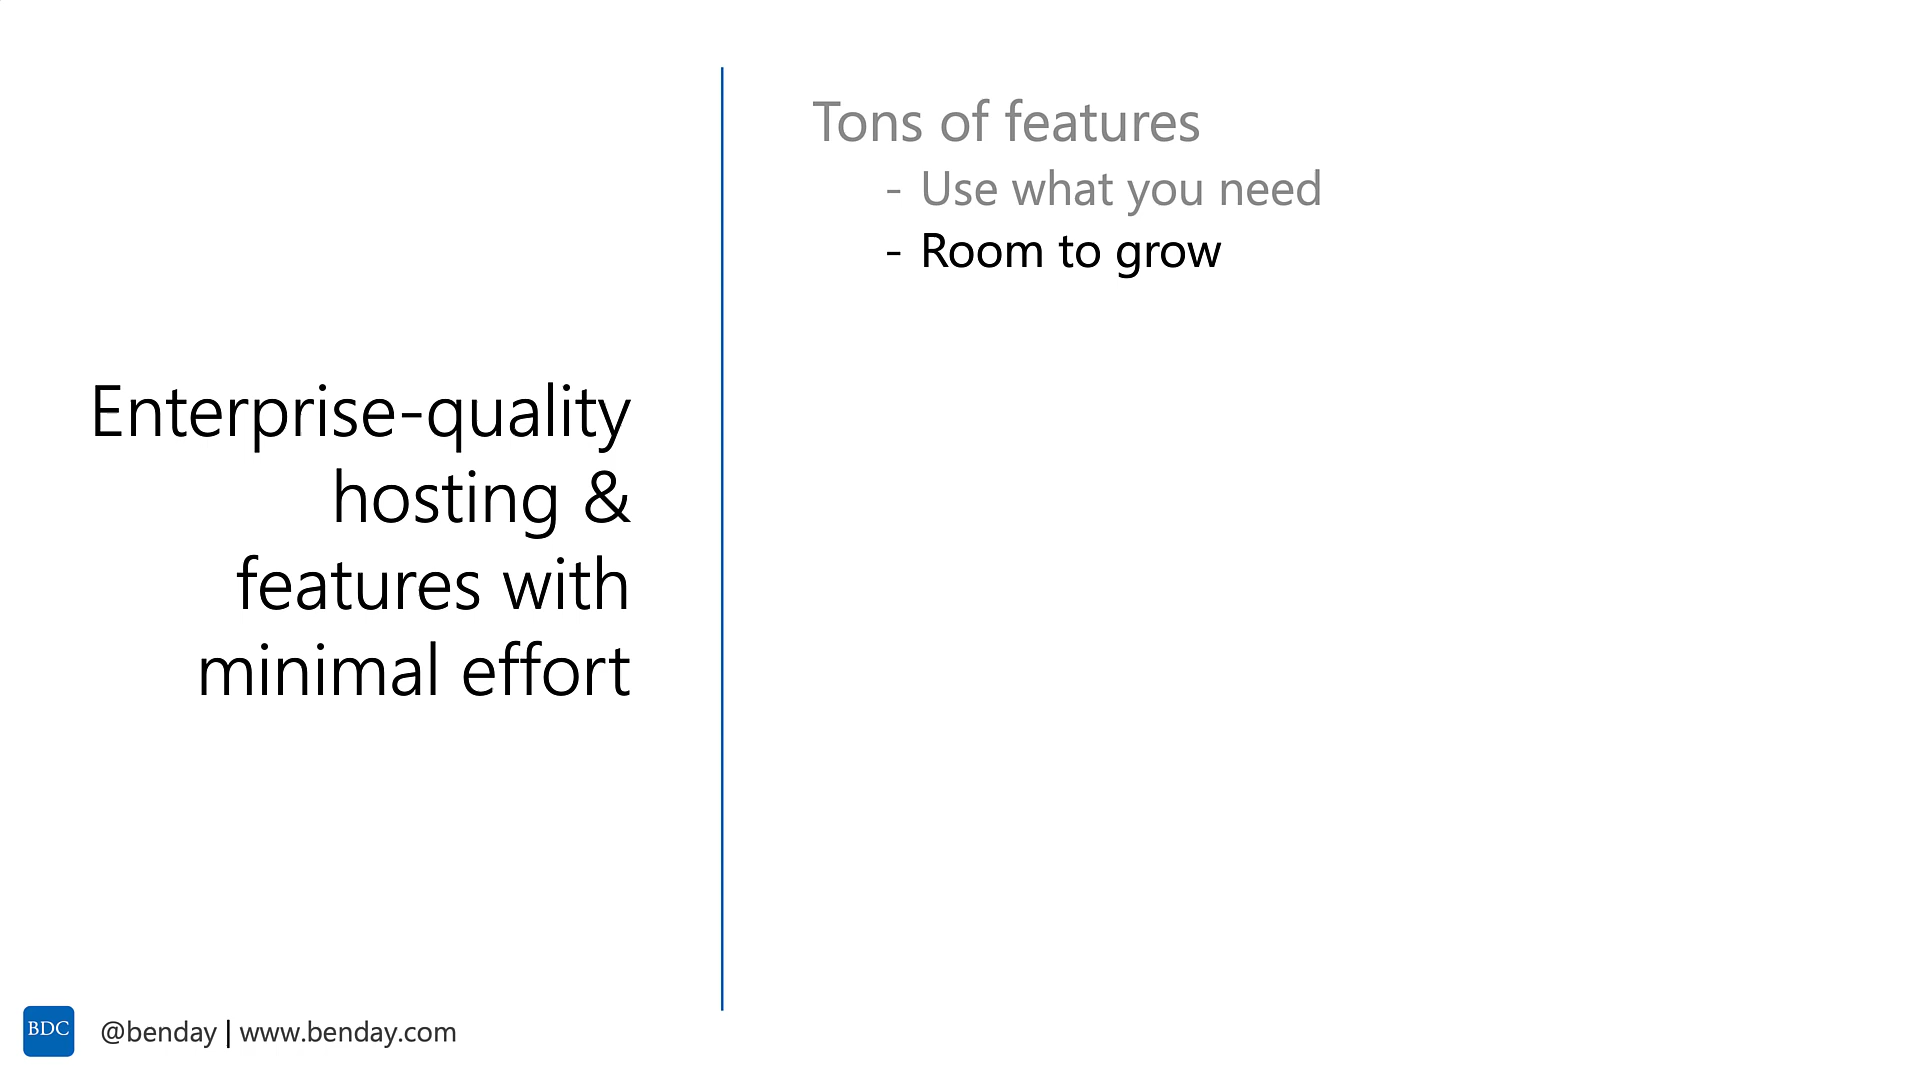 Enterprise-quality
hosting &
features with
minimal effort
Tons of features
- Use what you need
- Room to grow
BDC
@benday | www.benday.com